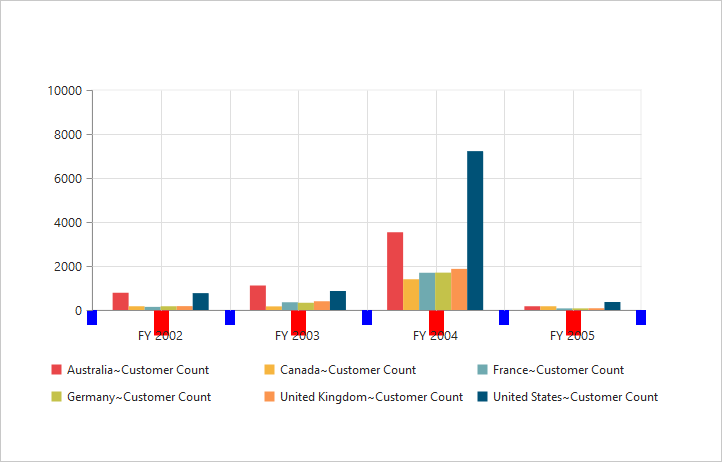 10000
8000
6000
4000
2000
0
FY 2002 FY 2003 FY 2004 FY 2005
Australia~Customer Count Canada~Customer Count France~Customer Count
Germany~Customer Count United Kingdom~Customer Count United States~Customer Count